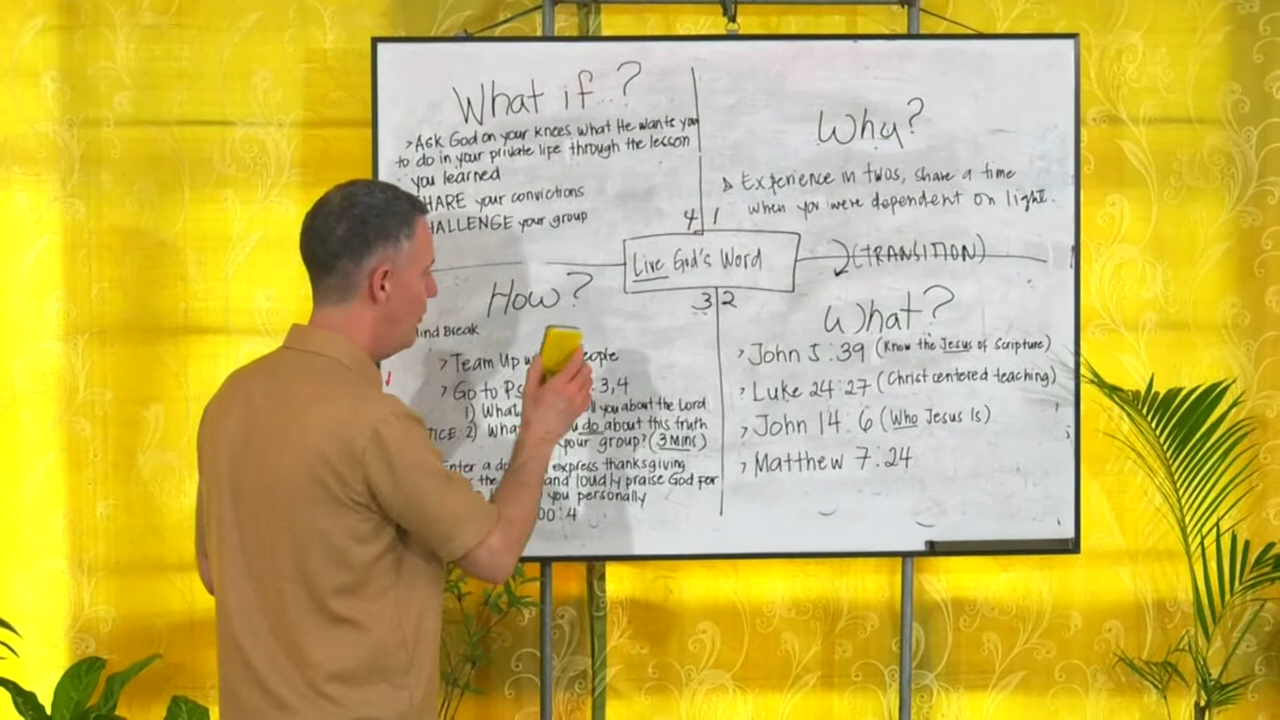 What if...?
> Ask God on your knees what He wants you
to do in your private life through the lesson
you learned
HARE your convictions
HALLENGE your group
4
Why?
> Experience in twos, share a time
when you were dependent on light.
1
Live God's Word
(TRANSITION)
How?
3
ind Break
> Team Up eople
> Go to Ps 3,4
1) What ll you about the Lord
TICE: 2) What u do about this truth
your group? (3 Mins)
Enter a express thanksgiving
the and loudly praise God for
you personally
00:4
2
What?
> John 5:39 (Know the Jesus of Scripture)
> Luke 24:27 (Christ centered teaching)
> John 14:6 (Who Jesus Is)
> Matthew 7:24